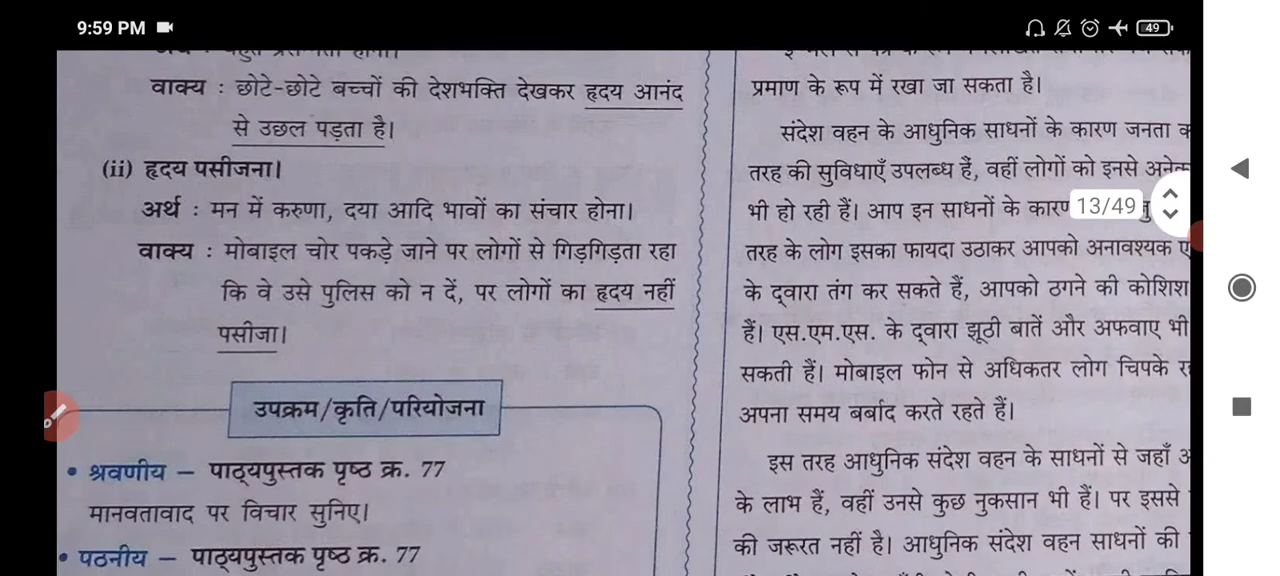 9:59 PM
49
वाक्य : छोटे-छोटे बच्चों की देशभक्ति देखकर हृदय आनंद
से उछल पड़ता है।
(ii) हृदय पसीजना।
अर्थ : मन में करुणा, दया आदि भावों का संचार होना।
वाक्य : मोबाइल चोर पकड़े जाने पर लोगों से गिड़गिड़ता रहा
कि वे उसे पुलिस को न दें, पर लोगों का हृदय नहीं
पसीजा।
उपक्रम/कृति/परियोजना
• श्रवणीय – पाठ्यपुस्तक पृष्ठ क्र. 77
मानवतावाद पर विचार सुनिए।
• पठनीय – पाठ्यपुस्तक पृष्ठ क्र. 77
प्रमाण के रूप में रखा जा सकता है।
संदेश वहन के आधुनिक साधनों के कारण जनता
तरह की सुविधाएँ उपलब्ध हैं, वहीं लोगों को इनसे
भी हो रही हैं। आप इन साधनों के
13/49
तरह के लोग इसका फायदा उठाकर आपको अनावश्यक
के द्वारा तंग कर सकते हैं, आपको ठगने की कोशिश
हैं। एस.एम.एस. के द्वारा झूठी बातें और अफवाए भी
सकती हैं। मोबाइल फोन से अधिकतर लोग चिपके
अपना समय बर्बाद करते रहते हैं।
इस तरह आधुनिक संदेश वहन के साधनों से जहाँ
के लाभ हैं, वहीं उनसे कुछ नुकसान भी हैं। पर इससे
की जरूरत नहीं है। आधुनिक संदेश वहन साधनों की